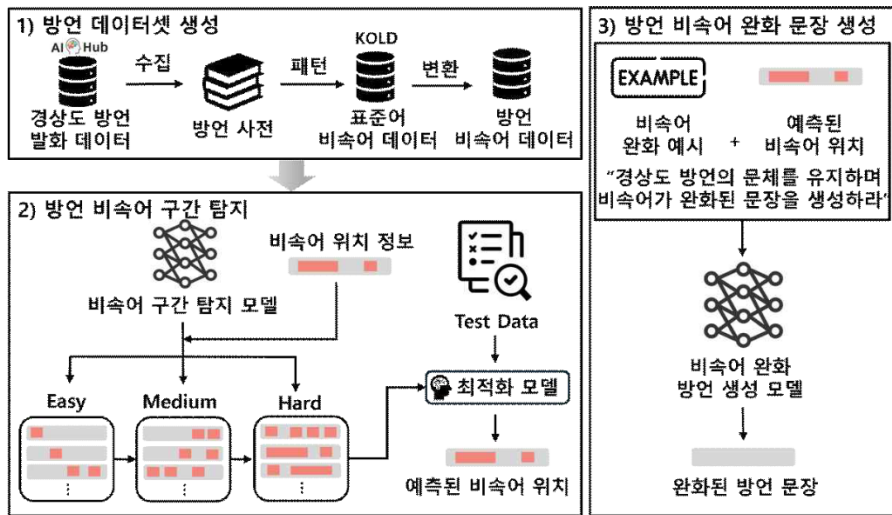 1) 방언 데이터셋 생성
AI Hub
수집
패턴
KOLD
변환
경상도 방언
발화 데이터
방언 사전
표준어
비속어 데이터
방언
비속어 데이터
2) 방언 비속어 구간 탐지
비속어 위치 정보
비속어 구간 탐지 모델
Test Data
Easy
Medium
Hard
최적화 모델
예측된 비속어 위치
3) 방언 비속어 완화 문장 생성
EXAMPLE
비속어
완화 예시
+
예측된
비속어 위치
“경상도 방언의 문체를 유지하며
비속어가 완화된 문장을 생성하라”
비속어 완화
방언 생성 모델
완화된 방언 문장